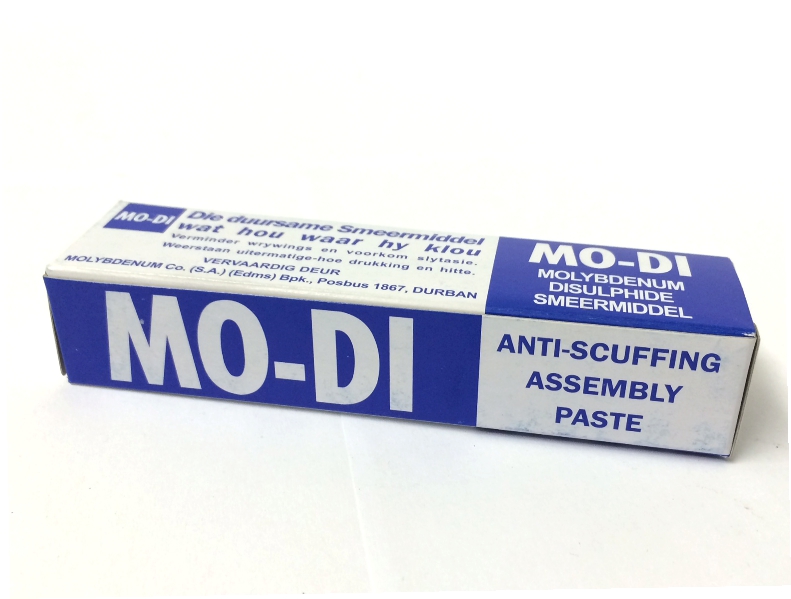 MO-DI
Die duursame Smeermiddel
wat hou waar hy klou
Verminder wrywings en voorkom slytasie.
Weerstaan uitermatige-hoe drukking en hitte.
VERVAARDIG DEUR
MOLYBDENUM Co. (S.A.) (Edms) Bpk., Posbus 1867, DURBAN
MO-DI
MOLYBDENUM
DISULPHIDE
SMEERMIDDEL
MO-DI
ANTI-SCUFFING
ASSEMBLY
PASTE